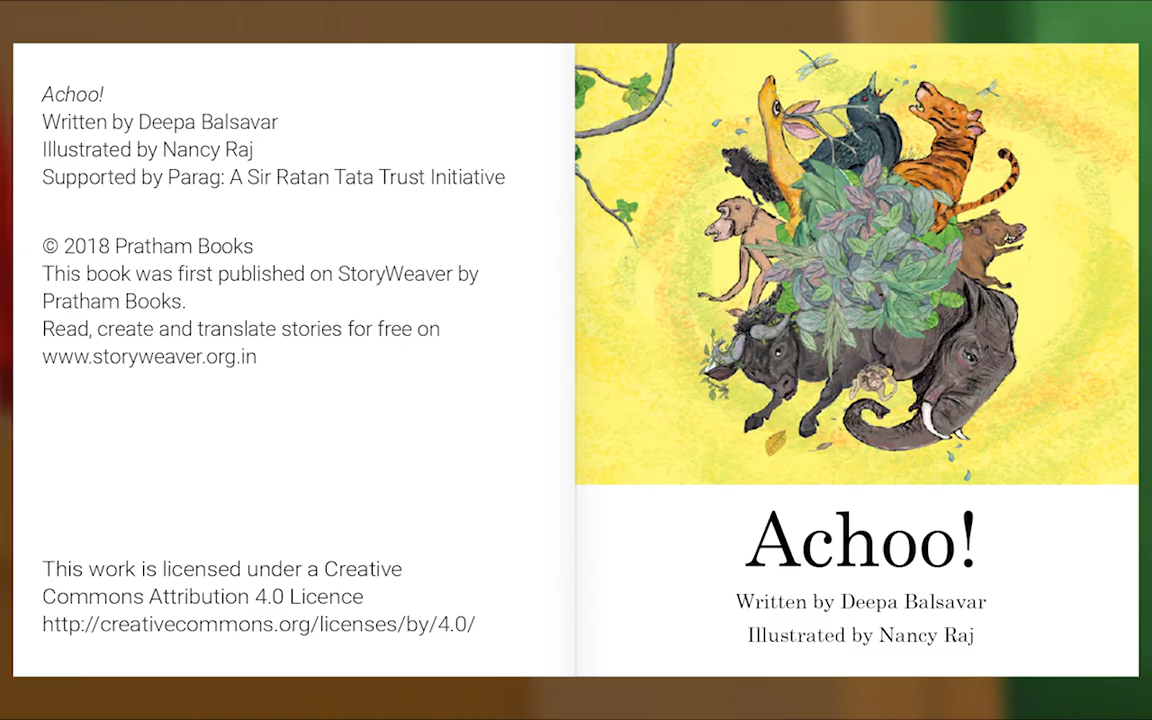 Achoo!
Written by Deepa Balsavar
Illustrated by Nancy Raj
Supported by Parag: A Sir Ratan Tata Trust Initiative
© 2018 Pratham Books
This book was first published on StoryWeaver by
Pratham Books.
Read, create and translate stories for free on
www.storyweaver.org.in
This work is licensed under a Creative
Commons Attribution 4.0 Licence
http://creativecommons.org/licenses/by/4.0/
Achoo!
Written by Deepa Balsavar
Illustrated by Nancy Raj